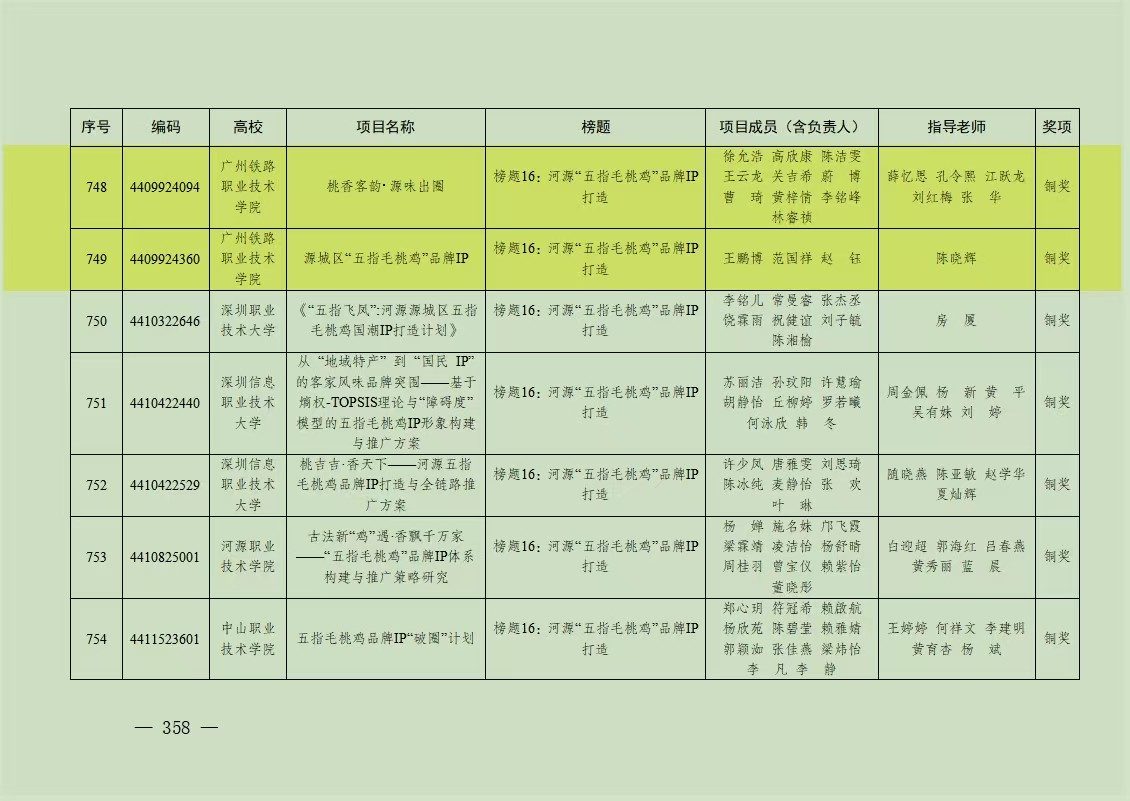 序号 编码 高校 项目名称 榜题 项目成员（含负责人） 指导老师 奖项
748 4409924094 广州铁路
职业技术
学院 桃香客韵·源味出圈 榜题16：河源“五指毛桃鸡”品牌IP
打造 徐允浩 高欣康 陈洁雯
王云龙 关吉希 蔚 博
曹 琦 黄梓倩 李铭峰
林睿祯 薛忆恩 孔令熙 江跃龙
刘红梅 张 华 铜奖
749 4409924360 广州铁路
职业技术
学院 源城区“五指毛桃鸡”品牌IP 榜题16：河源“五指毛桃鸡”品牌IP
打造 王鹏博 范国祥 赵 钰 陈晓辉 铜奖
750 4410322646 深圳职业
技术大学 《“五指飞凤”:河源源城区五指
毛桃鸡国潮IP打造计划》 榜题16：河源“五指毛桃鸡”品牌IP
打造 李铭儿 常曼睿 张杰丞
饶霖雨 祝健谊 刘子毓
陈湘榆 房 厦 铜奖
751 4410422440 深圳信息
职业技术
大学 从“地域特产”到“国民 IP”
的客家风味品牌突围——基于
熵权-TOPSIS理论与“障碍度”
模型的五指毛桃鸡IP形象构建
与推广方案 榜题16：河源“五指毛桃鸡”品牌IP
打造 苏丽洁 孙玟阳 许慧瑜
胡静怡 丘柳婷 罗若曦
何泳欣 韩 冬 周金佩 杨 新 黄 平
吴有妹 刘 婷 铜奖
752 4410422529 深圳信息
职业技术
大学 桃吉吉·香天下——河源五指
毛桃鸡品牌IP打造与全链路推
广方案 榜题16：河源“五指毛桃鸡”品牌IP
打造 许少凤 唐雅雯 刘思琦
陈冰纯 麦静怡 张 欢
叶 琳 随晓燕 陈亚敏 赵学华
夏灿辉 铜奖
753 4410825001 河源职业
技术学院 古法新“鸡”遇·香飘千万家
——“五指毛桃鸡”品牌IP体系
构建与推广策略研究 榜题16：河源“五指毛桃鸡”品牌IP
打造 杨 婵 施名妹 邝飞霞
梁霖靖 凌洁怡 杨舒晴
周桂羽 曾宝仪 赖紫怡
董晓彤 白迎超 郭海红 吕春燕
黄秀丽 蓝 晨 铜奖
754 4411523601 中山职业
技术学院 五指毛桃鸡品牌IP“破圈”计划 榜题16：河源“五指毛桃鸡”品牌IP
打造 郑心玥 符冠希 赖啟航
杨欣苑 陈碧莹 赖雅婧
郭颖洳 张佳燕 梁炜怡
李 凡 李 静 王婷婷 何祥文 李建明
黄育杏 杨 斌 铜奖
— 358 —